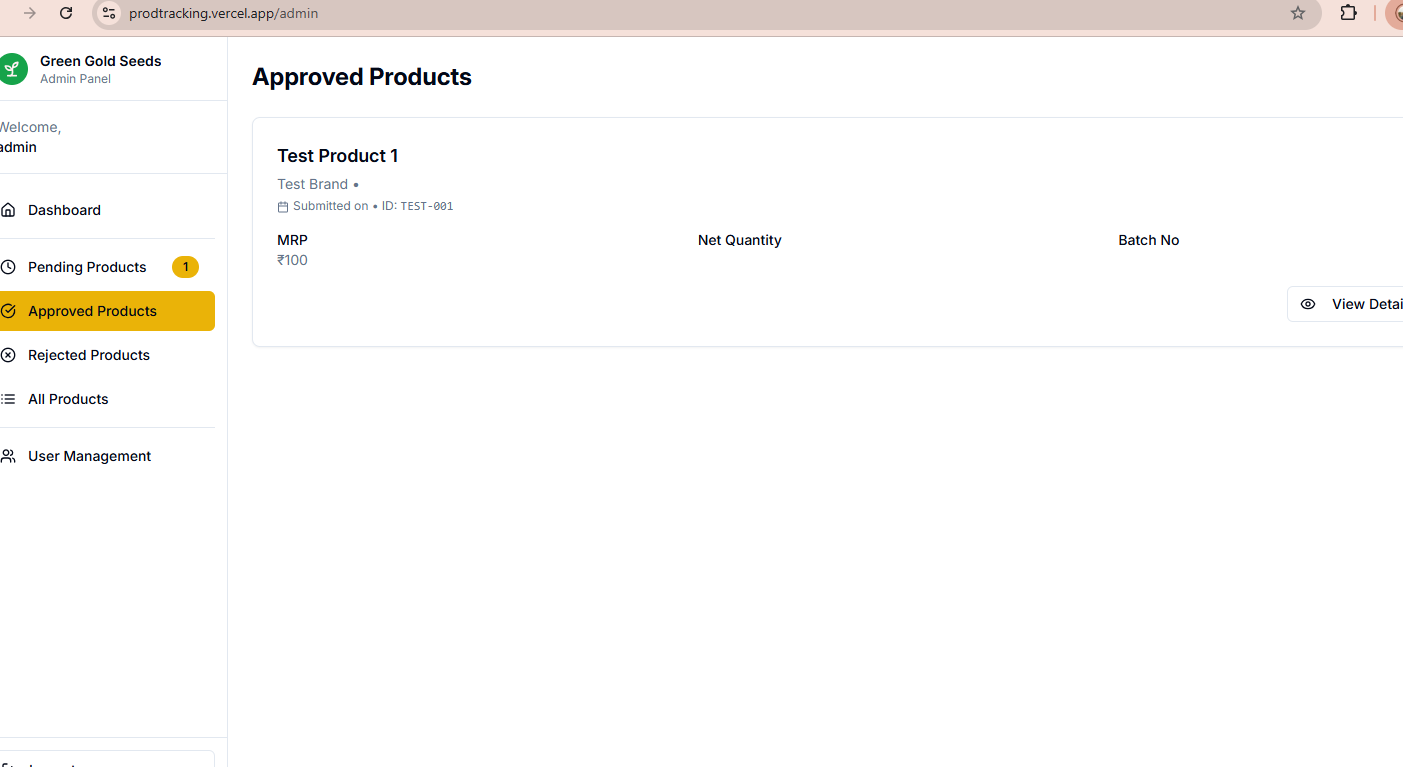 prodtracking.vercel.app/admin
Green Gold Seeds
Admin Panel
Welcome,
admin
Dashboard
Pending Products 1
Approved Products
Rejected Products
All Products
User Management
Approved Products
Test Product 1
Test Brand •
Submitted on • ID: TEST-001
MRP Net Quantity Batch No
₹100
View Detai